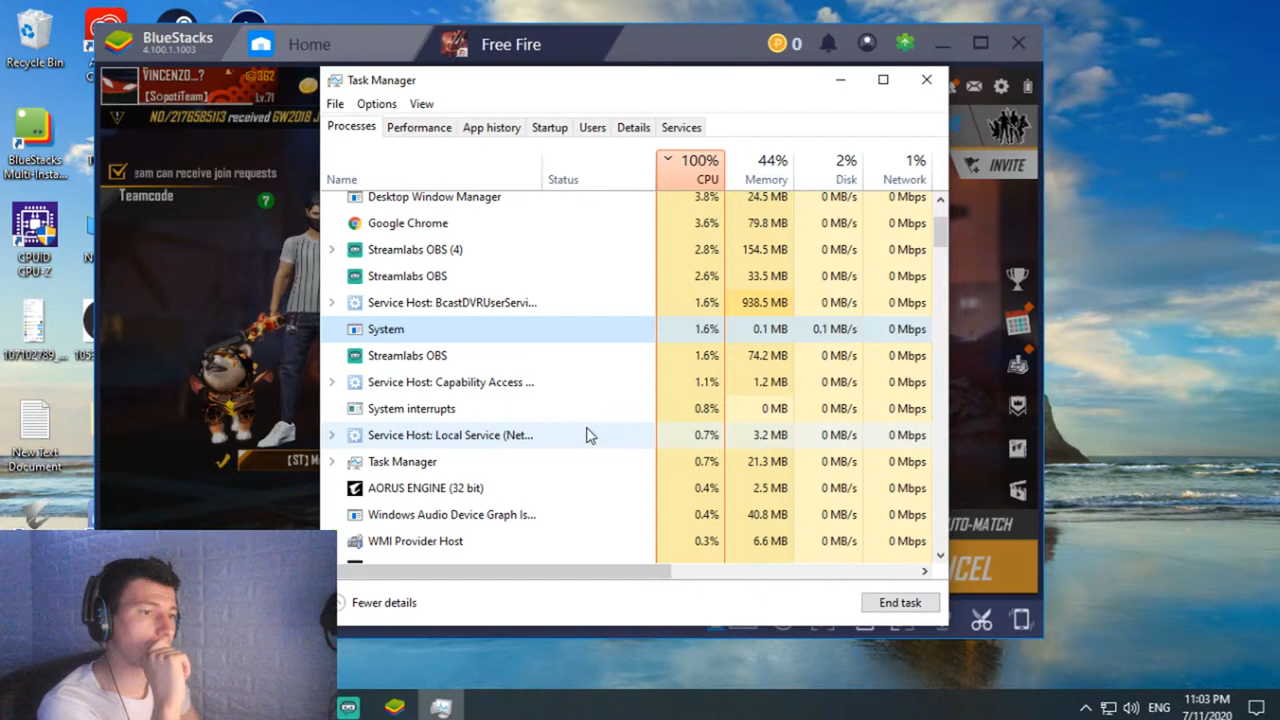 BlueStacks
4.100.1.1003
Home
Free Fire
0
Recycle Bin
BlueStacks
Multi-Insta...
CPUID
CPU-Z
107102789_...
New Text
Document
VINCENZO..?
362
[SopotiTeam]
Lv.71
NO/2176585113 received GW2018
eam can receive join requests
Teamcode
?
[ST]
Task Manager
File
Options
View
Processes
Performance
App history
Startup
Users
Details
Services
Name
Status
100%
CPU
44%
Memory
2%
Disk
1%
Network
Desktop Window Manager 3.8% 24.5 MB 0 MB/s 0 Mbps
Google Chrome 3.6% 79.8 MB 0 MB/s 0 Mbps
Streamlabs OBS (4) 2.8% 154.5 MB 0 MB/s 0 Mbps
Streamlabs OBS 2.6% 33.5 MB 0 MB/s 0 Mbps
Service Host: BcastDVRUserServi... 1.6% 938.5 MB 0 MB/s 0 Mbps
System 1.6% 0.1 MB 0.1 MB/s 0 Mbps
Streamlabs OBS 1.6% 74.2 MB 0 MB/s 0 Mbps
Service Host: Capability Access ... 1.1% 1.2 MB 0 MB/s 0 Mbps
System interrupts 0.8% 0 MB 0 MB/s 0 Mbps
Service Host: Local Service (Net... 0.7% 3.2 MB 0 MB/s 0 Mbps
Task Manager 0.7% 21.3 MB 0 MB/s 0 Mbps
AORUS ENGINE (32 bit) 0.4% 2.5 MB 0 MB/s 0 Mbps
Windows Audio Device Graph Is... 0.4% 40.8 MB 0 MB/s 0 Mbps
WMI Provider Host 0.3% 6.6 MB 0 MB/s 0 Mbps
Fewer details
End task
INVITE
UTO-MATCH
CEL
ENG
11:03 PM
7/11/2020